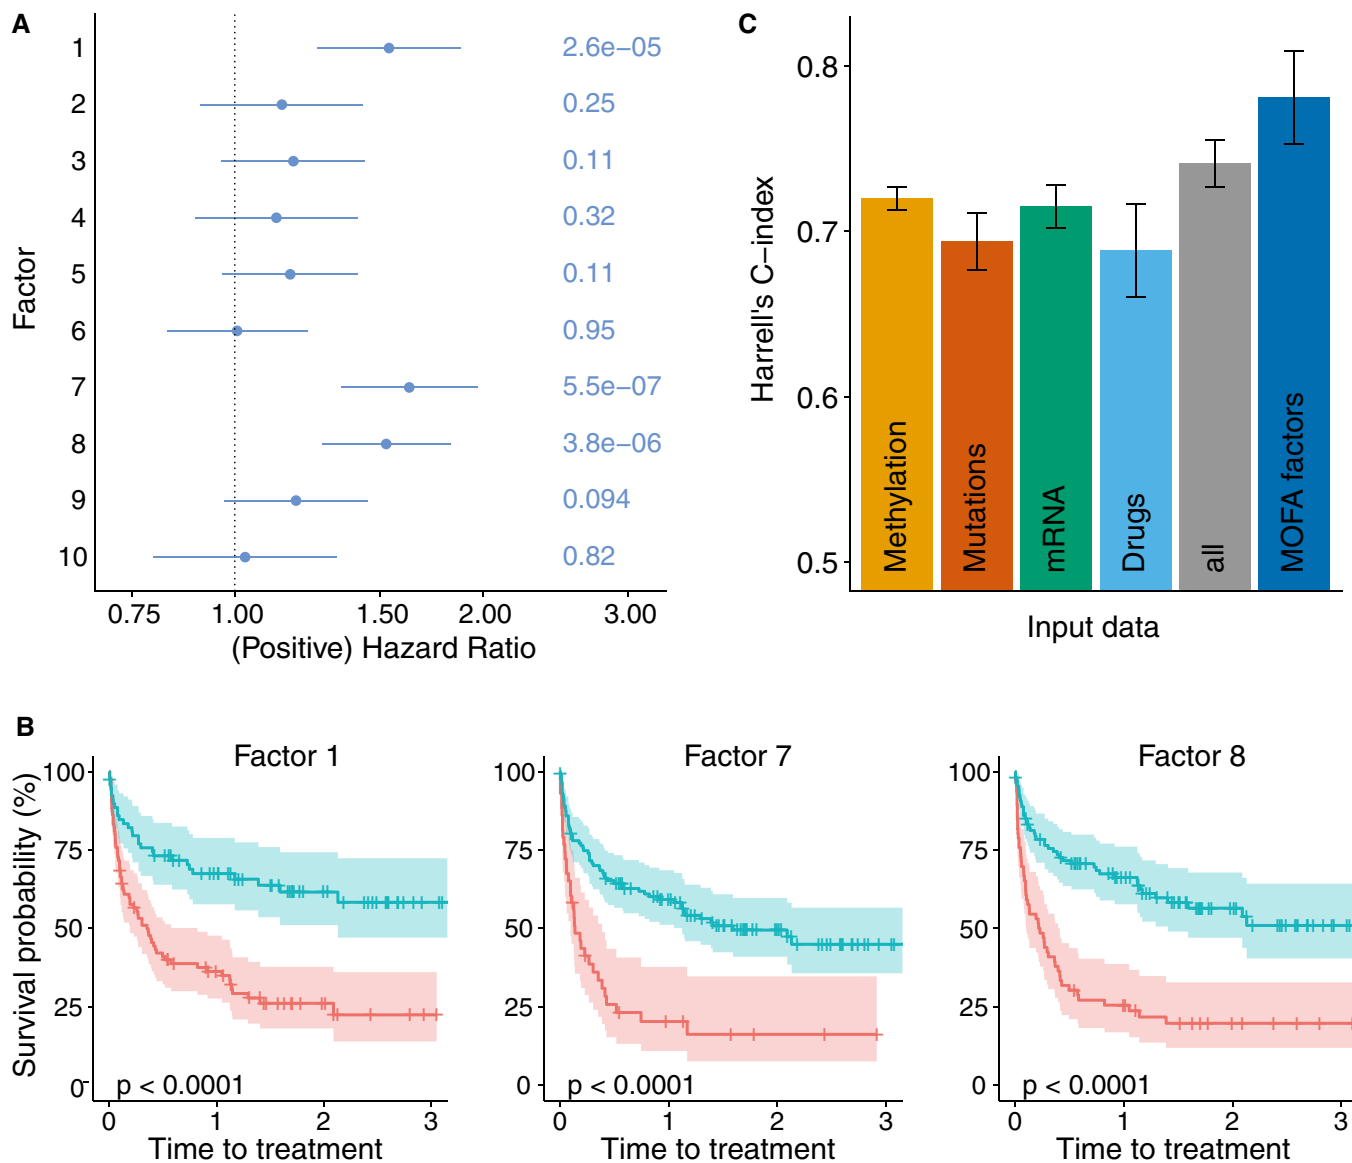 A
Factor
1 2.6e−05
2 0.25
3 0.11
4 0.32
5 0.11
6 0.95
7 5.5e−07
8 3.8e−06
9 0.094
10 0.82
0.75 1.00 1.50 2.00 3.00
(Positive) Hazard Ratio
C
Harrell's C−index
0.8
0.7
0.6
0.5
Methylation
Mutations
mRNA
Drugs
all
MOFA factors
Input data
B
Survival probability (%)
Factor 1
100
75
50
25
0
p < 0.0001
0 1 2 3
Time to treatment
Factor 7
100
75
50
25
0
p < 0.0001
0 1 2 3
Time to treatment
Factor 8
100
75
50
25
0
p < 0.0001
0 1 2 3
Time to treatment